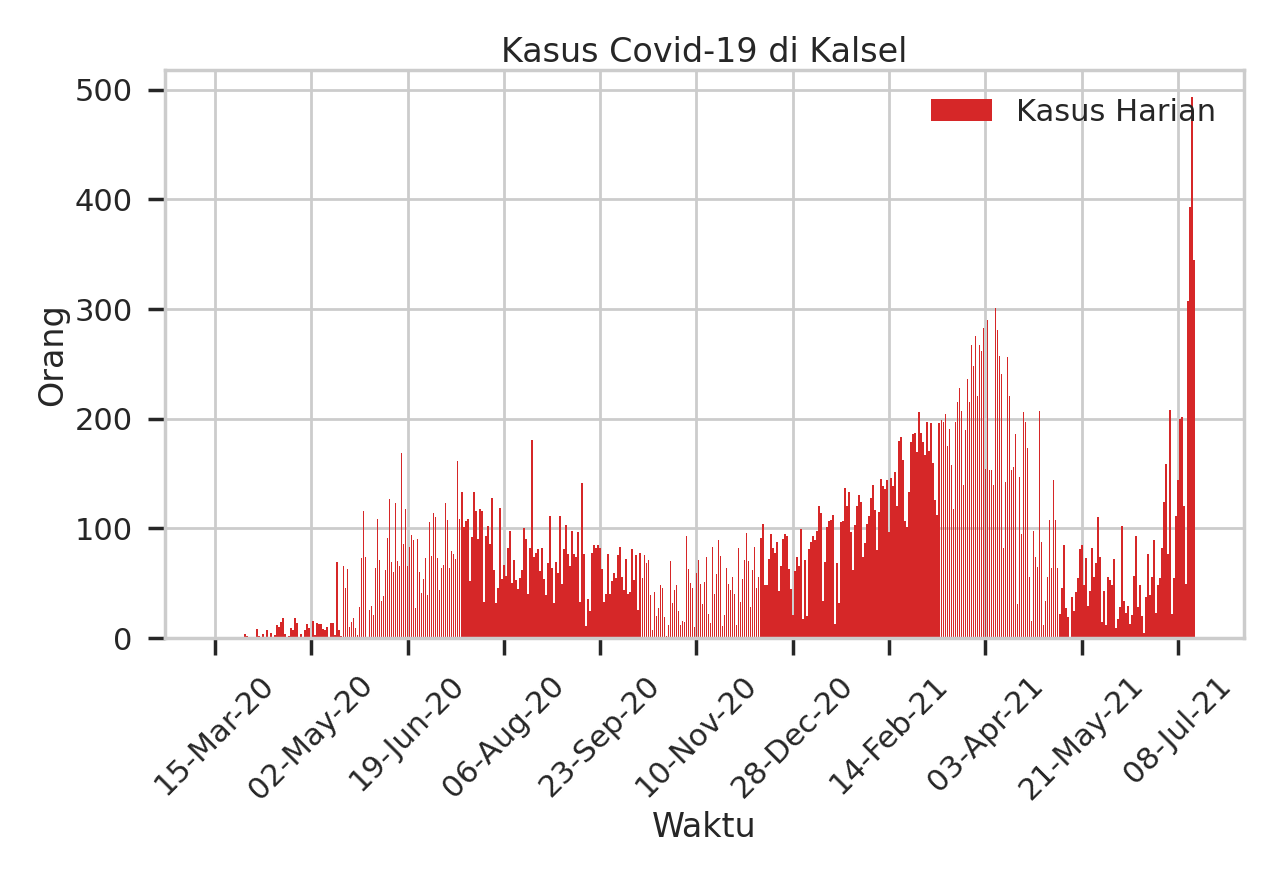 Kasus Covid-19 di Kalsel
Kasus Harian
Orang
500
400
300
200
100
0
15-Mar-20
02-May-20
19-Jun-20
06-Aug-20
23-Sep-20
10-Nov-20
28-Dec-20
14-Feb-21
03-Apr-21
21-May-21
08-Jul-21
Waktu